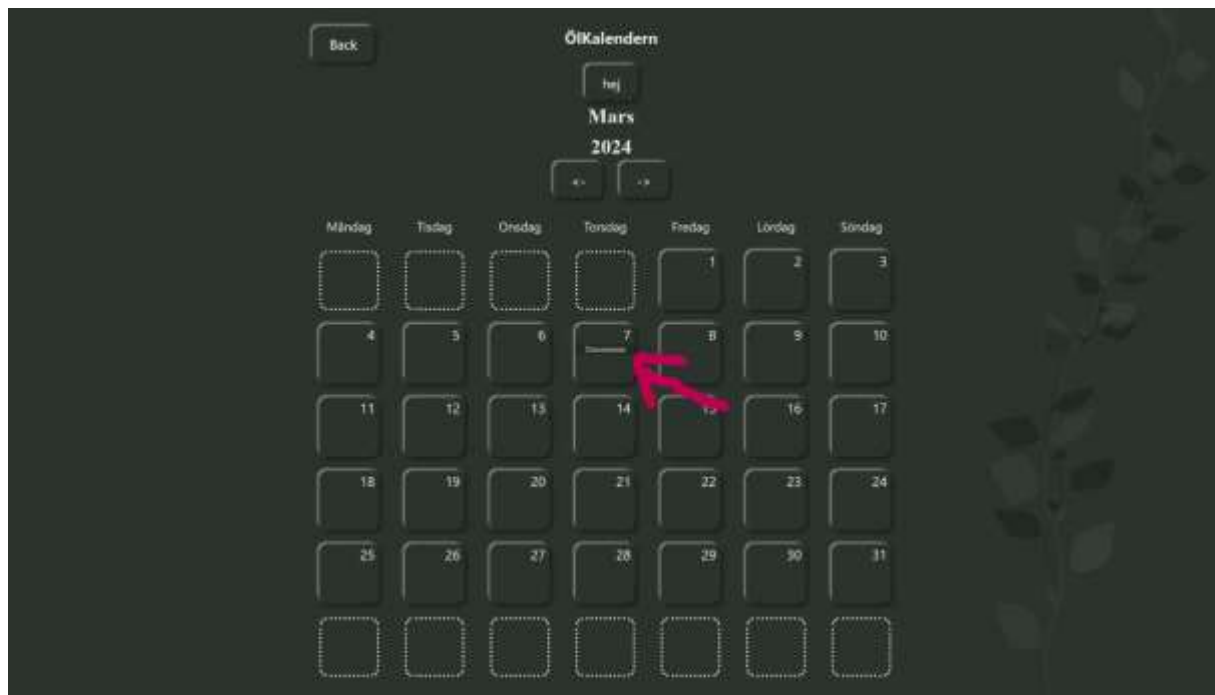 Back
ÖlKalendern
hej
Mars
2024
<- ->
Måndag Tisdag Onsdag Torsdag Fredag Lördag Söndag
1 2 3
4 5 6 7 8 9 10
11 12 13 14 15 16 17
18 19 20 21 22 23 24
25 26 27 28 29 30 31